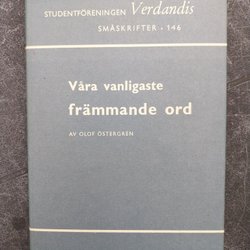 STUDENTFÖRENINGEN Verdandis
SMÅSKRIFTER • 146
Våra vanligaste
främmande ord
AV OLOF ÖSTERGREN